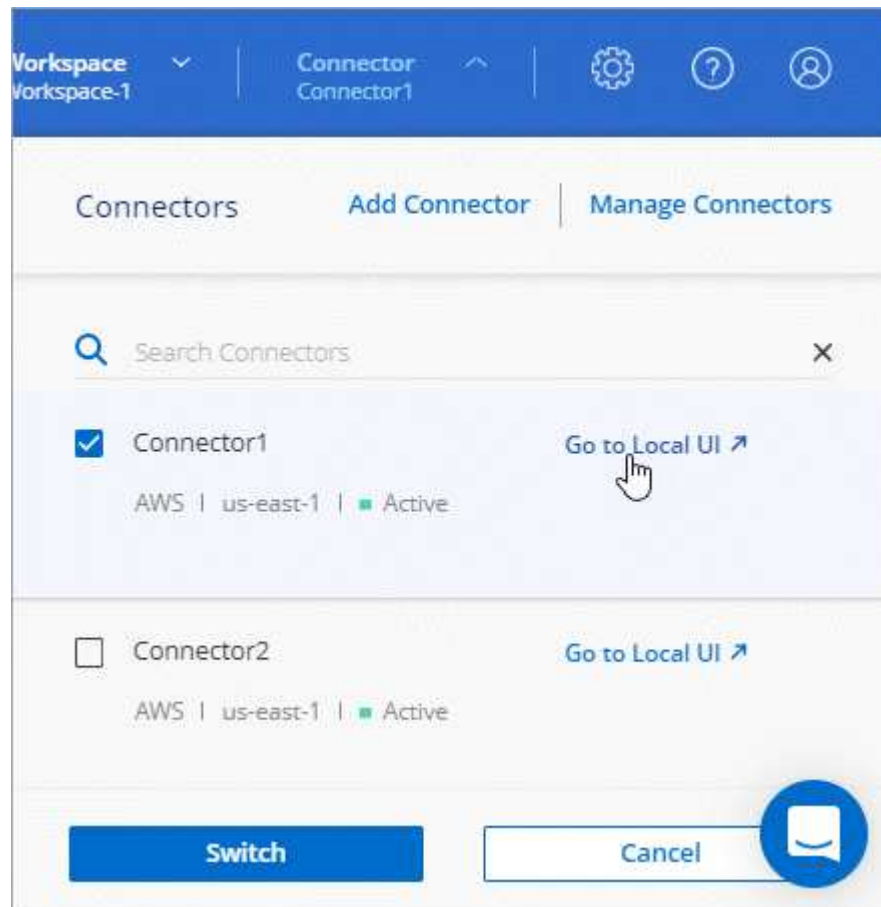 Workspace
Workspace-1
Connector
Connector1
Connectors
Add Connector
Manage Connectors
Search Connectors
Connector1
Go to Local UI
AWS | us-east-1 | Active
Connector2
Go to Local UI
AWS | us-east-1 | Active
Switch
Cancel